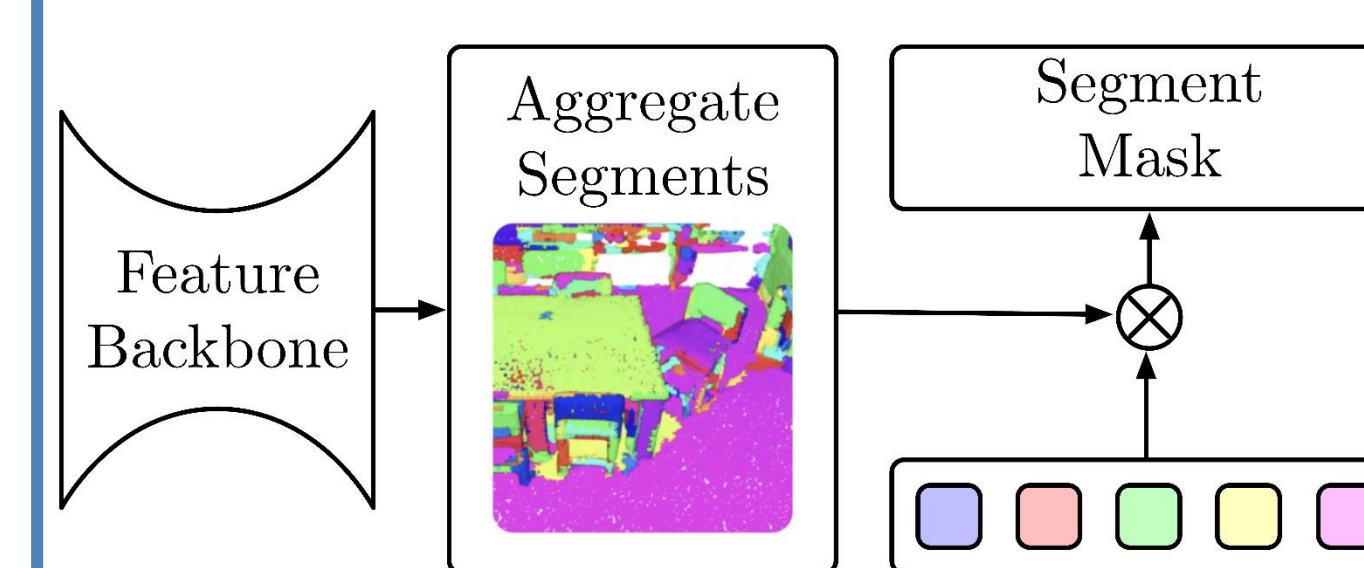 Feature
Backbone
Aggregate
Segments
Segment
Mask